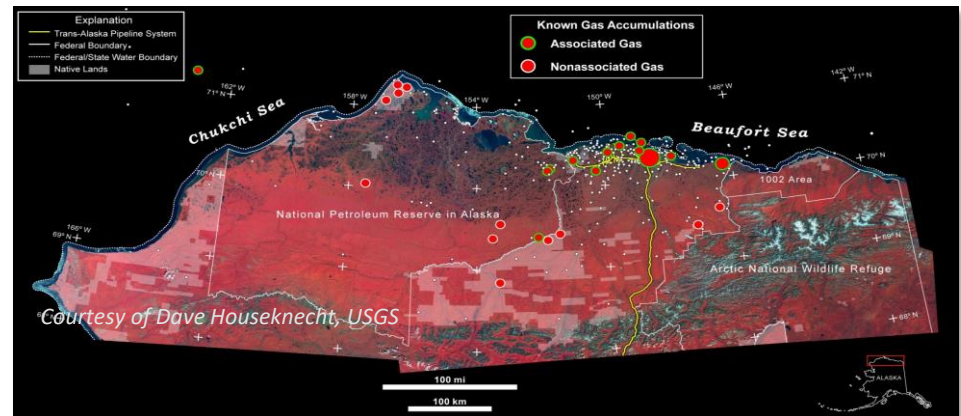 Explanation
Trans-Alaska Pipeline System
Federal Boundary
Federal/State Water Boundary
Native Lands
Known Gas Accumulations
Associated Gas
Nonassociated Gas
162° W
71° N
158° W
154° W
150° W
146° W
142° W
71° N
Chukchi Sea
Beaufort Sea
70° N
70° N
1002 Area
National Petroleum Reserve in Alaska
166° W
69° N
69° N
Arctic National Wildlife Refuge
Courtesy of Dave Houseknecht, USGS
68° N
100 mi
100 km
ALASKA